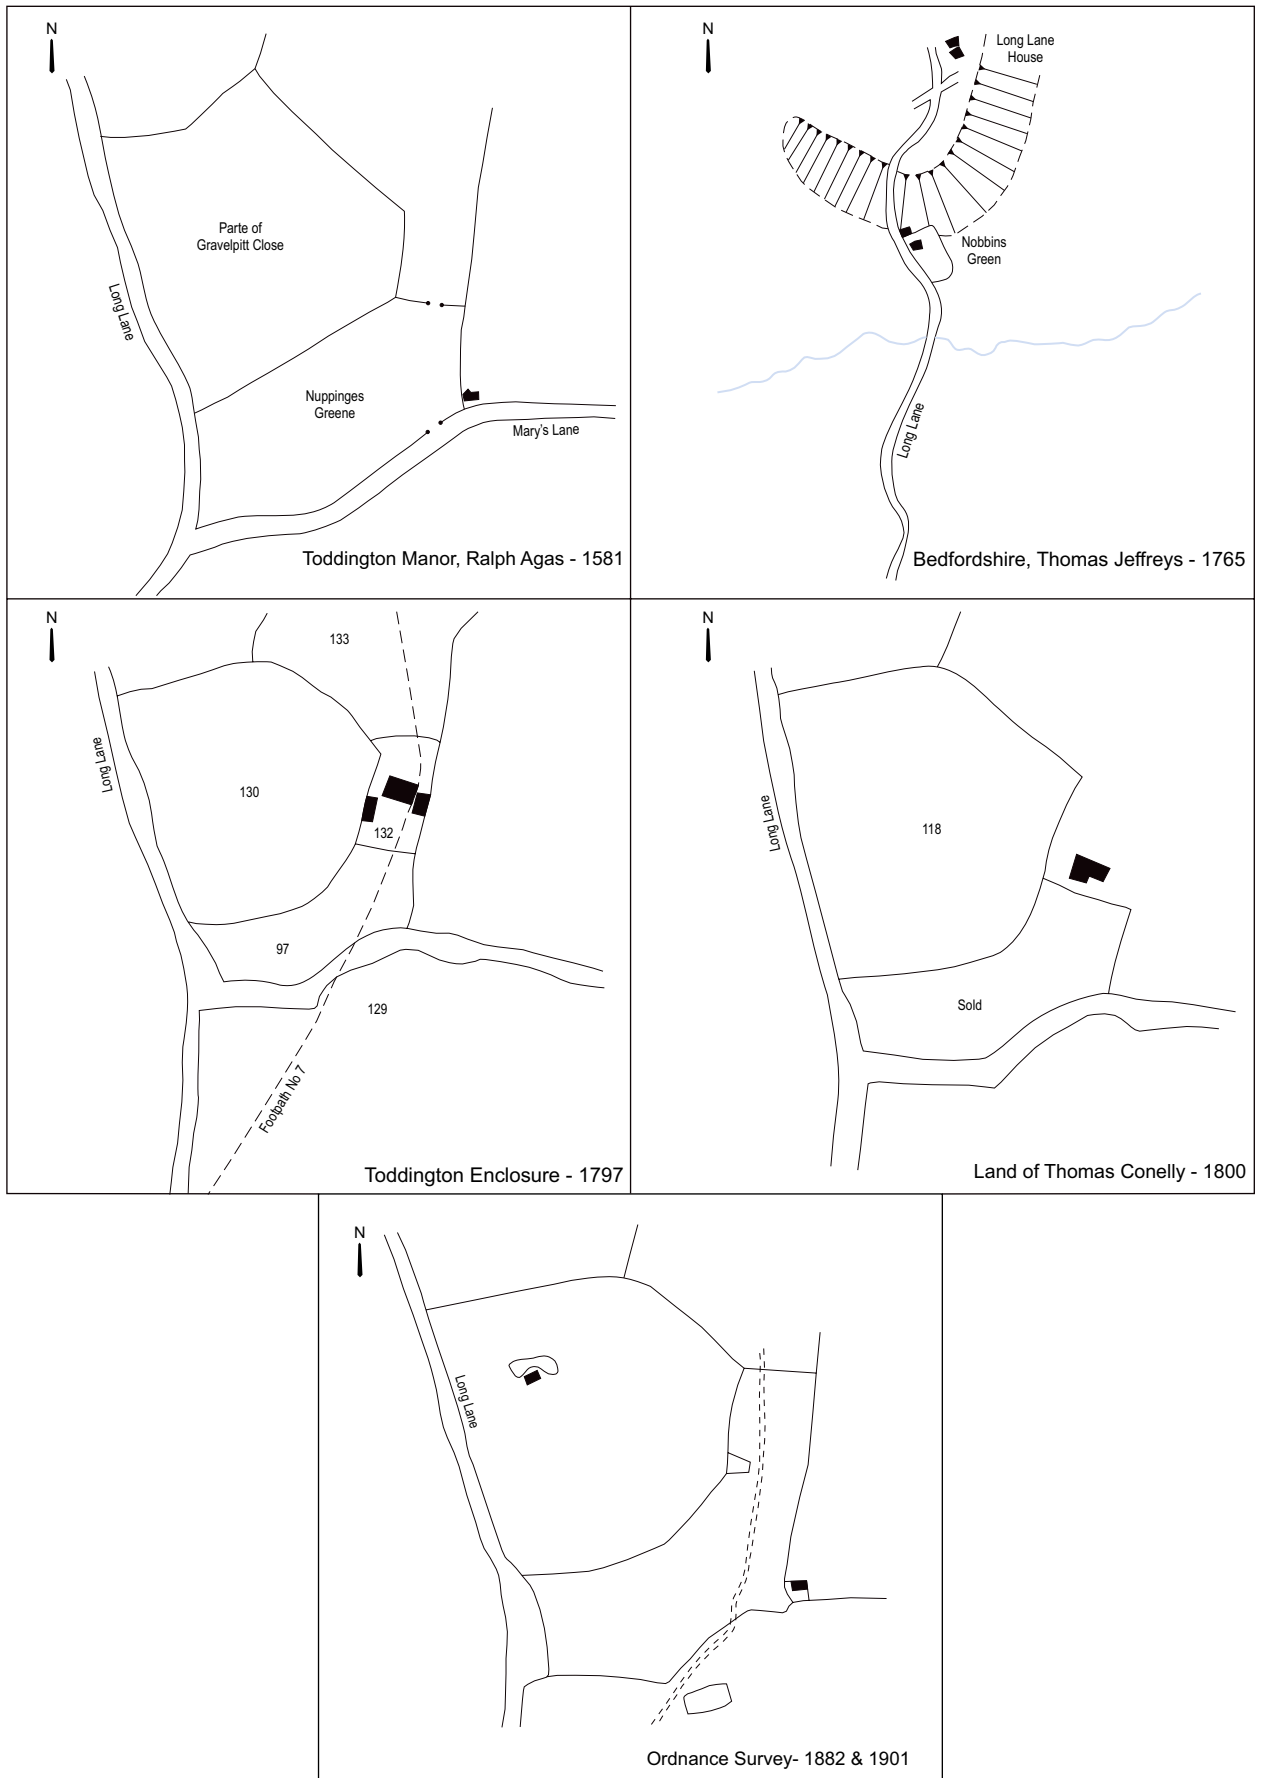 N
Parte of
Gravelpitt Close
Long Lane
Nuppinges
Greene
Mary's Lane
Toddington Manor, Ralph Agas - 1581
N
Long Lane
House
Nobbins
Green
Long Lane
Bedfordshire, Thomas Jeffreys - 1765
N
133
Long Lane
130
132
97
129
Footpath No 7
Toddington Enclosure - 1797
N
Long Lane
118
Sold
Land of Thomas Conelly - 1800
N
Long Lane
Ordnance Survey- 1882 & 1901